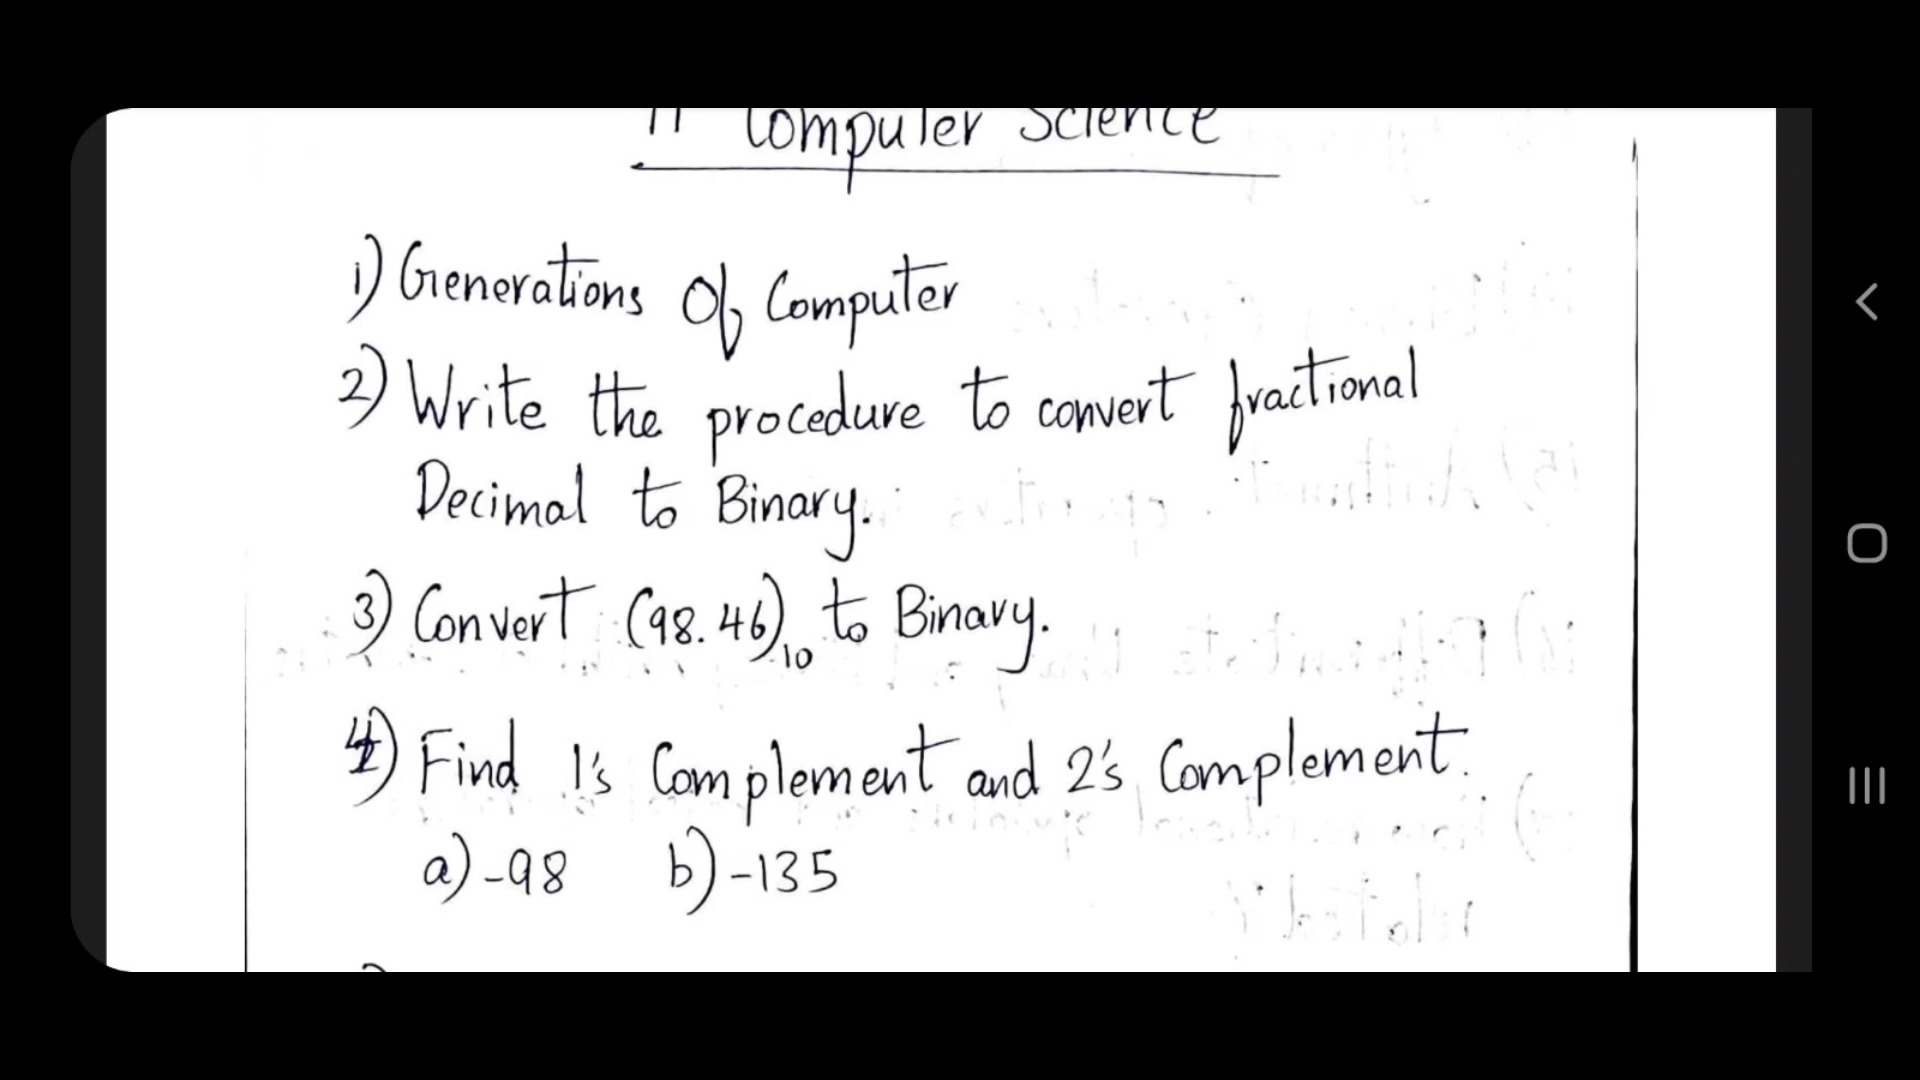 11 Computer Science
1) Generations Of Computer
2) Write the procedure to convert fractional
Decimal to Binary.
3) Convert (98.46)10 to Binary.
4) Find 1's Complement and 2's Complement.
a) -98 b) -135